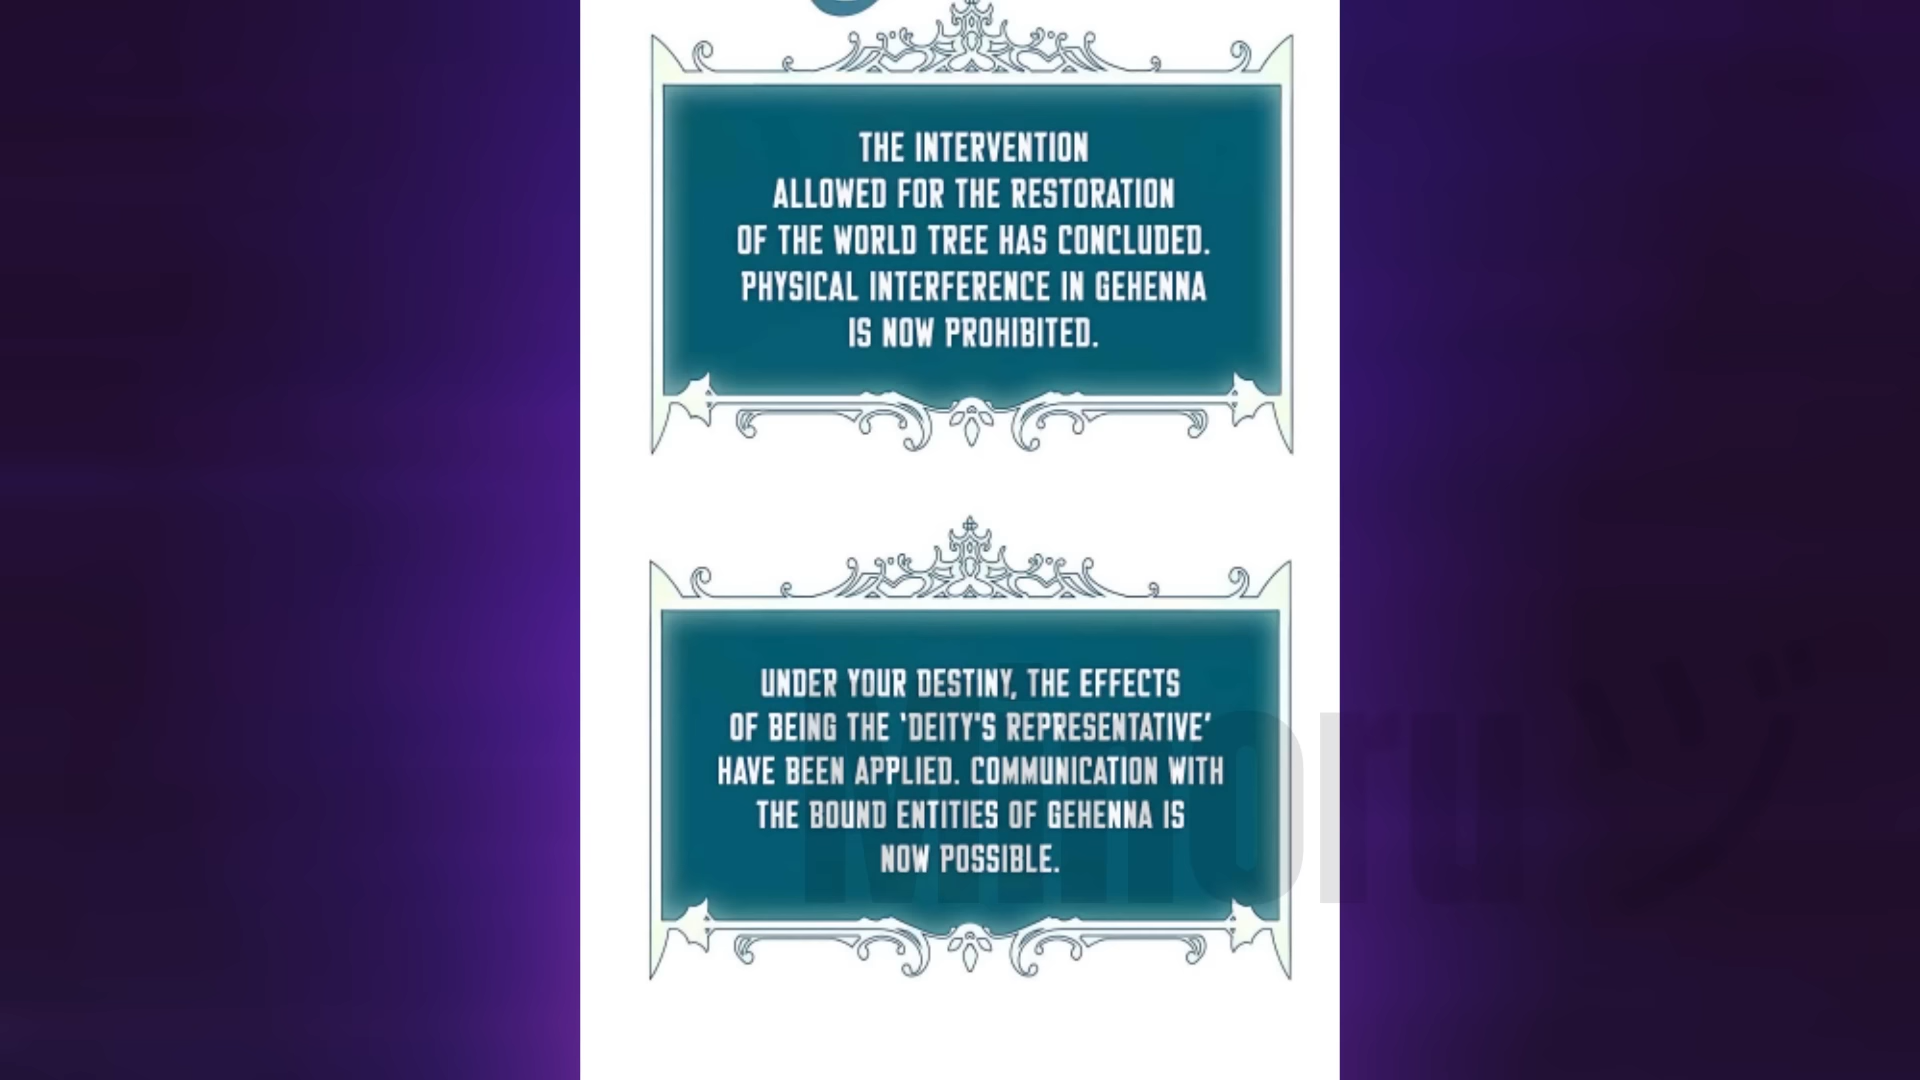 THE INTERVENTION
ALLOWED FOR THE RESTORATION
OF THE WORLD TREE HAS CONCLUDED.
PHYSICAL INTERFERENCE IN GEHENNA
IS NOW PROHIBITED.
UNDER YOUR DESTINY, THE EFFECTS
OF BEING THE 'DEITY'S REPRESENTATIVE'
HAVE BEEN APPLIED. COMMUNICATION WITH
THE BOUND ENTITIES OF GEHENNA IS
NOW POSSIBLE.
Minoru ツ